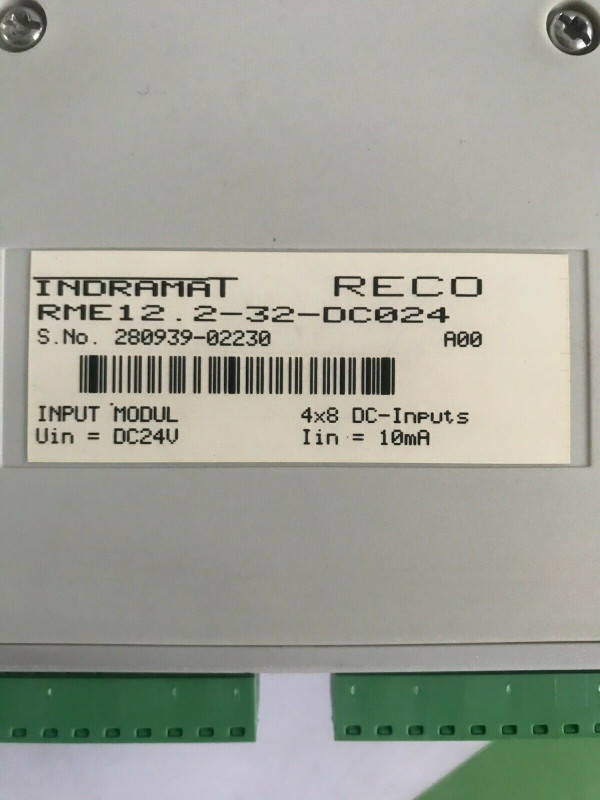 INDRAMAT RECO
RME12.2-32-DC024
S.No. 280939-02230 A00
INPUT MODUL 4x8 DC-Inputs
Uin = DC24V Iin = 10mA